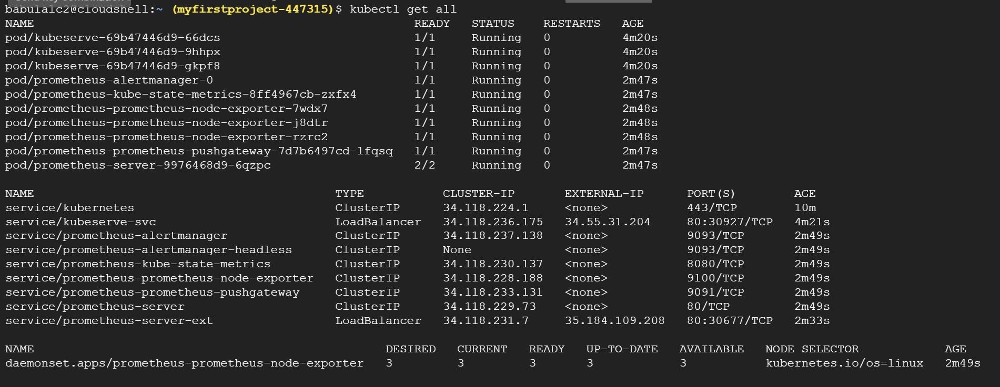 babulalc2@cloudshell:~ (myfirstproject-447315)$ kubectl get all
NAME READY STATUS RESTARTS AGE
pod/kubeserve-69b47446d9-66dcs 1/1 Running 0 4m20s
pod/kubeserve-69b47446d9-9hhpx 1/1 Running 0 4m20s
pod/kubeserve-69b47446d9-gkpf8 1/1 Running 0 4m20s
pod/prometheus-alertmanager-0 1/1 Running 0 2m47s
pod/prometheus-kube-state-metrics-8ff4967cb-zxfx4 1/1 Running 0 2m47s
pod/prometheus-prometheus-node-exporter-7wdx7 1/1 Running 0 2m48s
pod/prometheus-prometheus-node-exporter-j8dtr 1/1 Running 0 2m48s
pod/prometheus-prometheus-node-exporter-rzrc2 1/1 Running 0 2m48s
pod/prometheus-prometheus-pushgateway-7d7b6497cd-lfqsq 1/1 Running 0 2m47s
pod/prometheus-server-9976468d9-6qzpc 2/2 Running 0 2m47s
NAME TYPE CLUSTER-IP EXTERNAL-IP PORT(S) AGE
service/kubernetes ClusterIP 34.118.224.1 <none> 443/TCP 10m
service/kubeserve-svc LoadBalancer 34.118.236.175 34.55.31.204 80:30927/TCP 4m21s
service/prometheus-alertmanager ClusterIP 34.118.237.138 <none> 9093/TCP 2m49s
service/prometheus-alertmanager-headless ClusterIP None <none> 9093/TCP 2m49s
service/prometheus-kube-state-metrics ClusterIP 34.118.230.137 <none> 8080/TCP 2m49s
service/prometheus-prometheus-node-exporter ClusterIP 34.118.228.188 <none> 9100/TCP 2m49s
service/prometheus-prometheus-pushgateway ClusterIP 34.118.233.131 <none> 9091/TCP 2m49s
service/prometheus-server ClusterIP 34.118.229.73 <none> 80/TCP 2m49s
service/prometheus-server-ext LoadBalancer 34.118.231.7 35.184.109.208 80:30677/TCP 2m33s
NAME DESIRED CURRENT READY UP-TO-DATE AVAILABLE NODE SELECTOR AGE
daemonset.apps/prometheus-prometheus-node-exporter 3 3 3 3 3 kubernetes.io/os=linux 2m49s